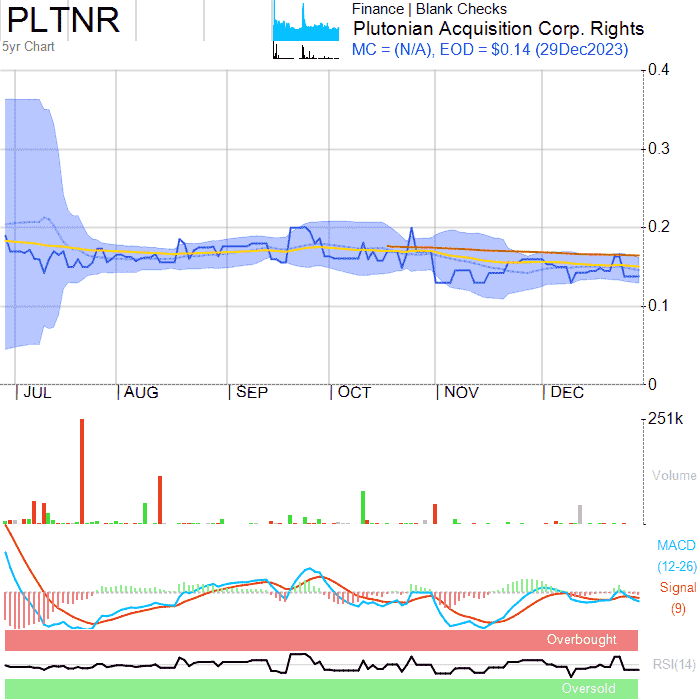 PLTNR
Finance | Blank Checks
Plutonian Acquisition Corp. Rights
5yr Chart
MC = (N/A), EOD = $0.14 (29Dec2023)
0.4
0.3
0.2
0.1
0
JUL AUG SEP OCT NOV DEC
251k
Volume
MACD
(12-26)
Signal
(9)
Overbought
RSI(14)
Oversold